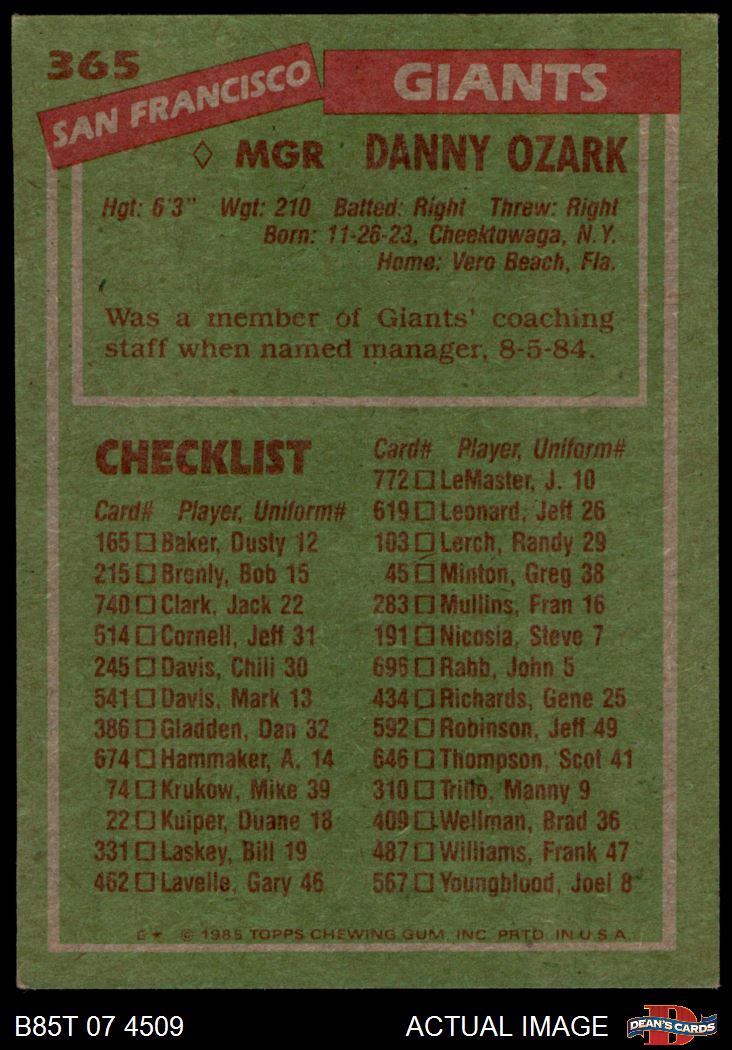 365
SAN FRANCISCO
GIANTS
◇ MGR DANNY OZARK
Hgt: 6'3" Wgt: 210 Batted: Right Threw: Right
Born: 11-26-23, Cheektowaga, N.Y.
Home: Vero Beach, Fla.
Was a member of Giants' coaching
staff when named manager, 8-5-84.
CHECKLIST
Card# Player, Uniform#
165 □ Baker, Dusty 12
215 □ Brenly, Bob 15
740 □ Clark, Jack 22
514 □ Cornell, Jeff 31
245 □ Davis, Chili 30
541 □ Davis, Mark 13
386 □ Gladden, Dan 32
674 □ Hammaker, A. 14
74 □ Krukow, Mike 39
22 □ Kuiper, Duane 18
331 □ Laskey, Bill 19
462 □ Lavelle, Gary 46
Card# Player, Uniform#
772 □ LeMaster, J. 10
619 □ Leonard, Jeff 26
103 □ Lerch, Randy 29
45 □ Minton, Greg 38
283 □ Mullins, Fran 16
191 □ Nicosia, Steve 7
696 □ Rabb, John 5
434 □ Richards, Gene 25
592 □ Robinson, Jeff 49
646 □ Thompson, Scot 41
310 □ Trillo, Manny 9
409 □ Wellman, Brad 36
487 □ Williams, Frank 47
567 □ Youngblood, Joel 8
★ © 1985 TOPPS CHEWING GUM, INC. PRTD. IN U.S.A.
B85T 07 4509
ACTUAL IMAGE
DEAN'S CARDS